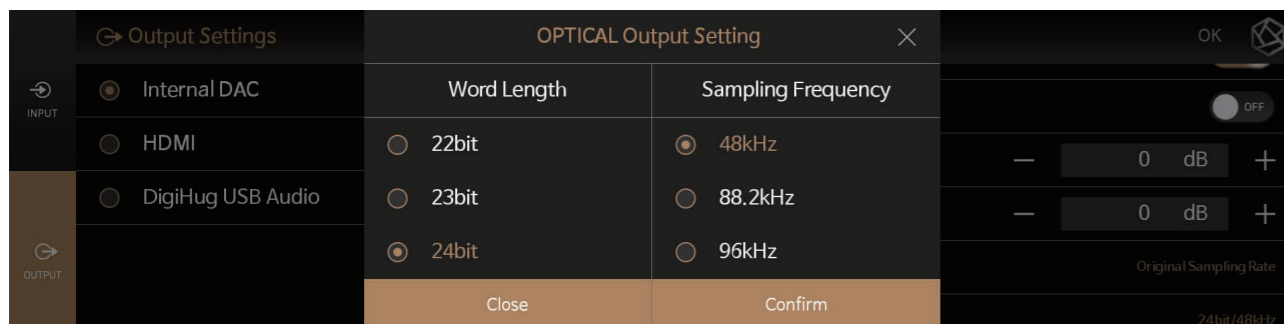 Output Settings
OPTICAL Output Setting
OK
INPUT
Internal DAC
Word Length
Sampling Frequency
OFF
HDMI
22bit
48kHz
0 dB
DigiHug USB Audio
23bit
88.2kHz
0 dB
OUTPUT
24bit
96kHz
Original Sampling Rate
Close
Confirm
24bit/48kHz